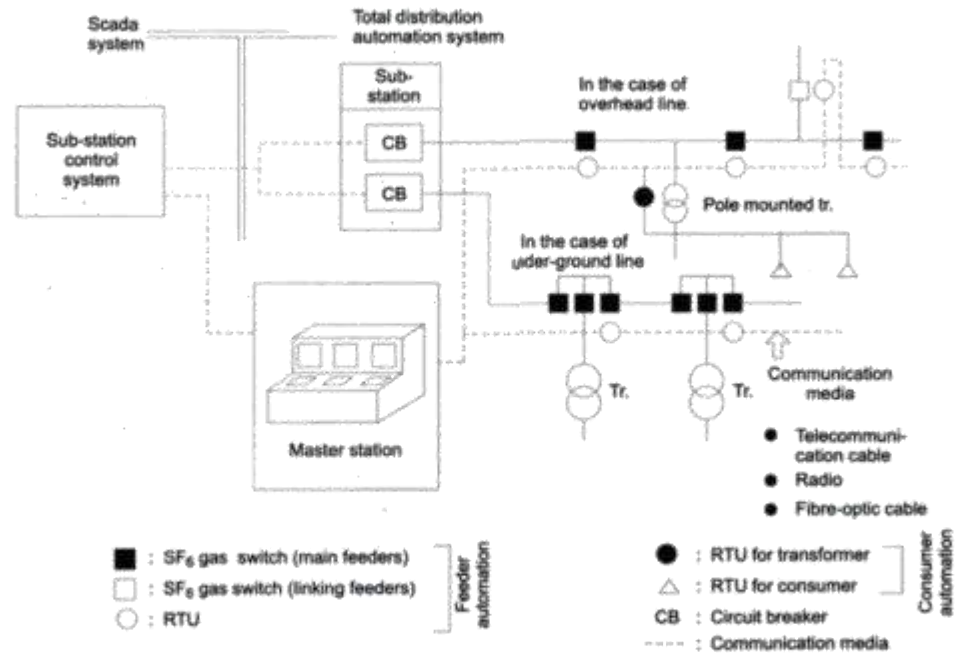 Scada
system
Total distribution
automation system
Sub-
station
In the case of
overhead line
Sub-station
control
system
CB
CB
Pole mounted tr.
In the case of
uider-ground line
Tr.
Tr.
Communication
media
Master station
● Telecommuni-
cation cable
● Radio
● Fibre-optic cable
: SF₆ gas switch (main feeders)
: SF₆ gas switch (linking feeders)
: RTU
Feeder
automation
: RTU for transformer
: RTU for consumer
CB : Circuit breaker
: Communication media
Consumer
automation